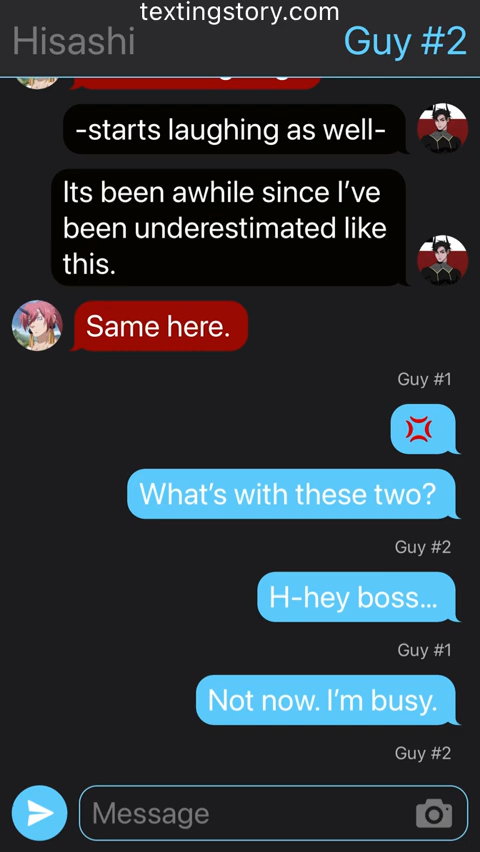 textingstory.com
Hisashi
Guy #2
-starts laughing as well-
Its been awhile since I've
been underestimated like
this.
Same here.
Guy #1
What's with these two?
Guy #2
H-hey boss...
Guy #1
Not now. I'm busy.
Guy #2
Message